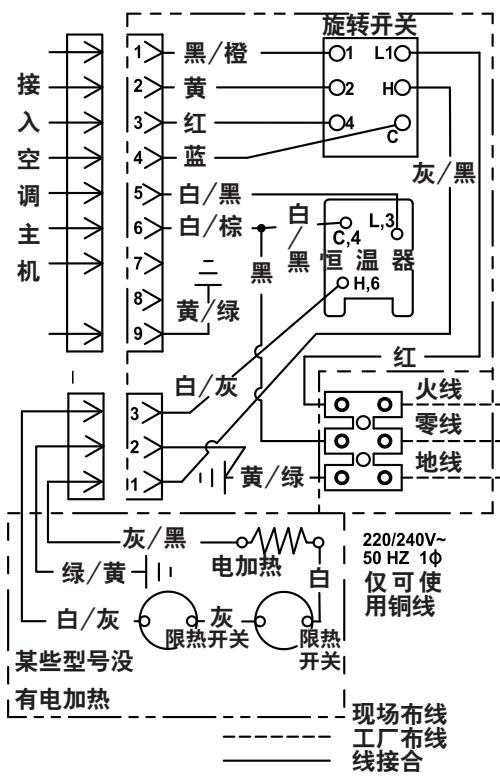 旋转开关
1 黑/橙 1 L1
2 黄 2 H
3 红 4
4 蓝 C
灰/黑
5 白/黑
6 白/棕
白/黑
L,3
C,4
恒温器
7
黑
H,6
8
黄/绿
9
接入空调主机
红
白/灰
火线
3
零线
2
地线
1
黄/绿
灰/黑
电加热
220/240V~
50 HZ 1ϕ
仅可使
用铜线
绿/黄
白
白/灰
灰
限热开关
限热
开关
某些型号没
有电加热
现场布线
工厂布线
线接合